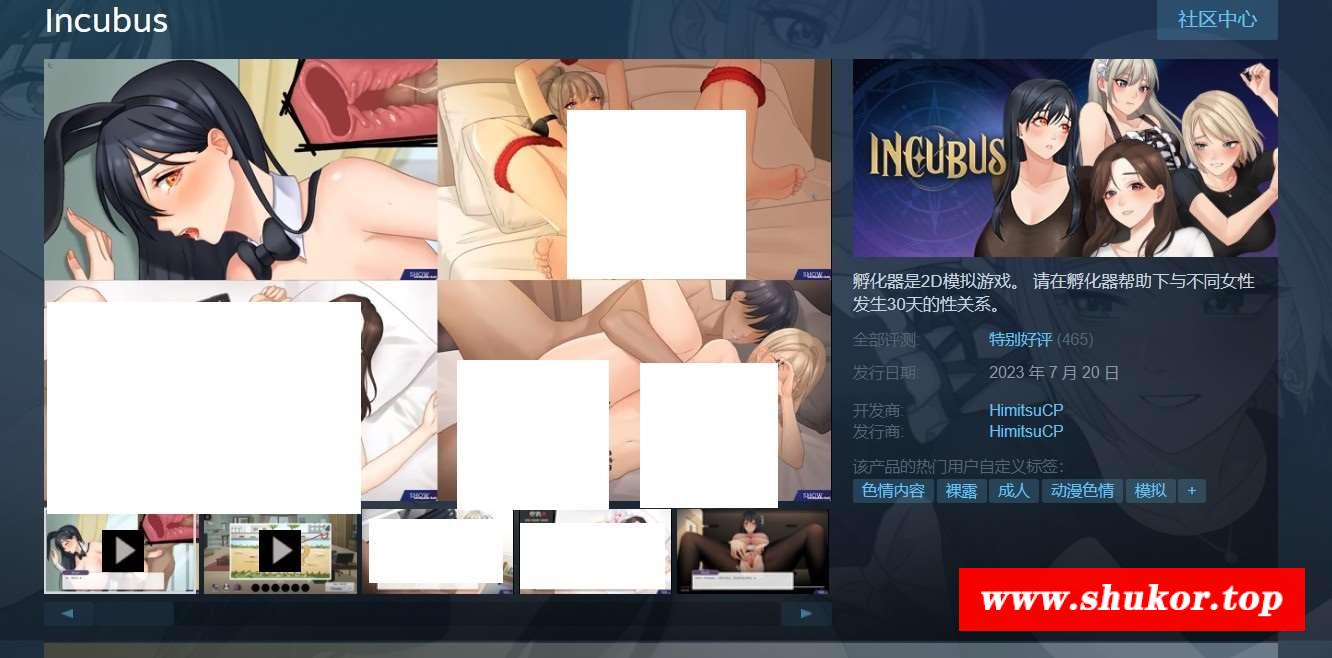 Incubus
社区中心
INCUBUS
SHOW
SHOW
SHOW
SHOW
孵化器是2D模拟游戏。 请在孵化器帮助下与不同女性
发生30天的性关系。
全部评测: 特别好评 (465)
发行日期: 2023 年 7 月 20 日
开发商: HimitsuCP
发行商: HimitsuCP
该产品的热门用户自定义标签:
色情内容 裸露 成人 动漫色情 模拟 +
www.shukor.top